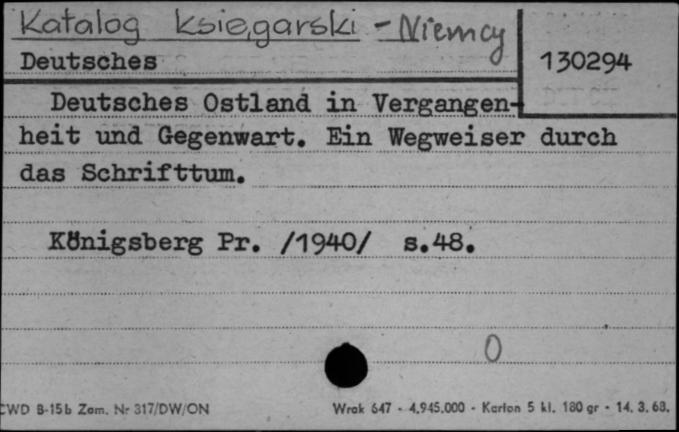 Katalog księgarski - Niemcy
Deutsches
130294
Deutsches Ostland in Vergangen-
heit und Gegenwart. Ein Wegweiser durch
das Schrifttum.
Königsberg Pr. /1940/ s.48.
0
CWD B-15b Zam. Nr 317/DW/ON
Wrak 647 - 4.945.000 - Karton 5 kl. 180 gr - 14. 3. 68.